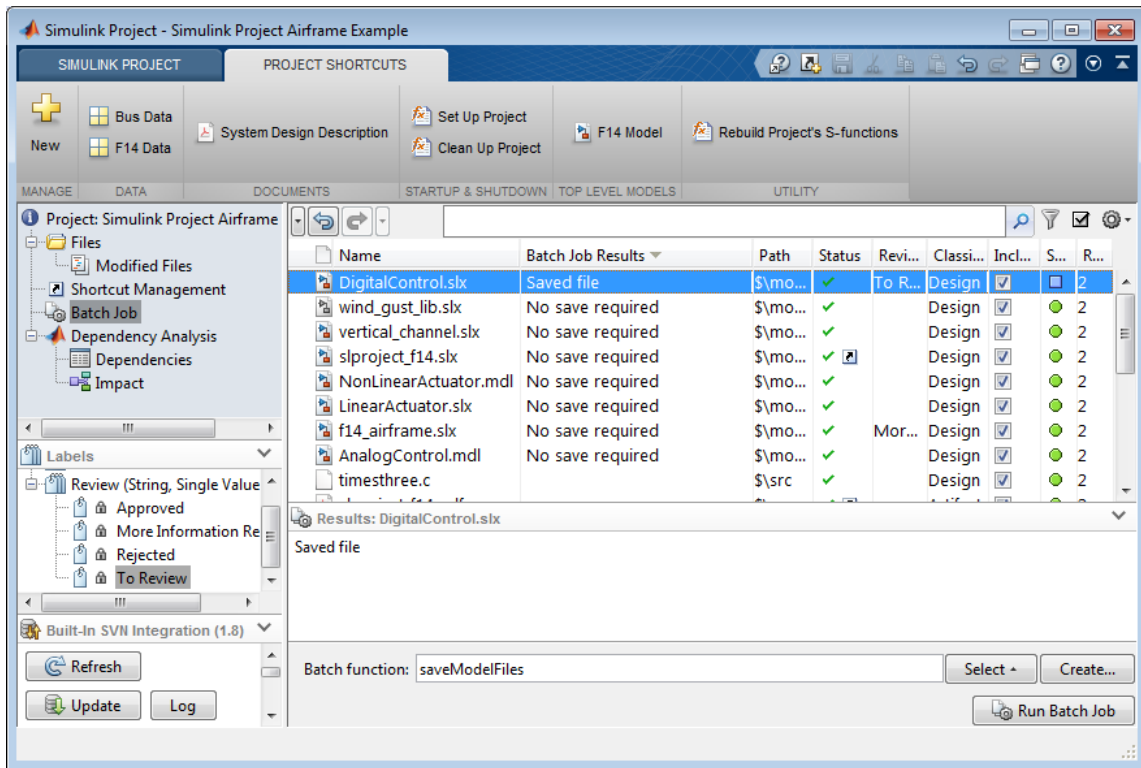 Simulink Project - Simulink Project Airframe Example
SIMULINK PROJECT PROJECT SHORTCUTS
New
Bus Data
F14 Data
System Design Description
Set Up Project
Clean Up Project
F14 Model
Rebuild Project's S-functions
MANAGE DATA DOCUMENTS STARTUP & SHUTDOWN TOP LEVEL MODELS UTILITY
Project: Simulink Project Airframe
Files
Modified Files
Shortcut Management
Batch Job
Dependency Analysis
Dependencies
Impact
Labels
Review (String, Single Value
Approved
More Information Re
Rejected
To Review
Built-In SVN Integration (1.8)
Refresh
Update Log
Name Batch Job Results Path Status Revi... Classi... Incl... S... R...
DigitalControl.slx Saved file $\mo... To R... Design 2
wind_gust_lib.slx No save required $\mo... Design 2
vertical_channel.slx No save required $\mo... Design 2
slproject_f14.slx No save required $\mo... Design 2
NonLinearActuator.mdl No save required $\mo... Design 2
LinearActuator.slx No save required $\mo... Design 2
f14_airframe.slx No save required $\mo... Mor... Design 2
AnalogControl.mdl No save required $\mo... Design 2
timesthree.c $\src Design 2
Results: DigitalControl.slx
Saved file
Batch function: saveModelFiles Select Create...
Run Batch Job